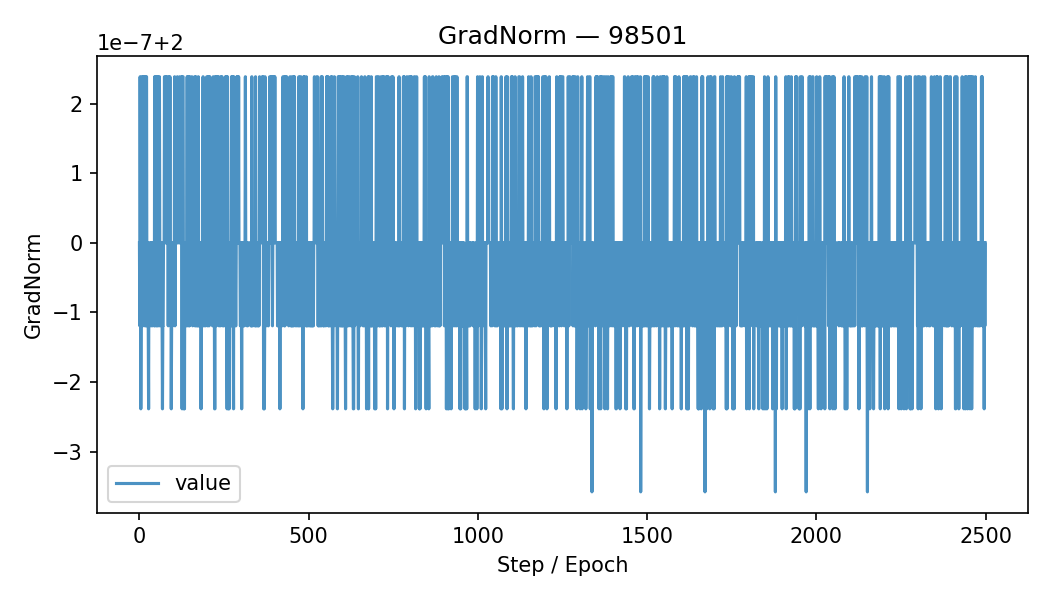 GradNorm — 98501
1e−7+2
2
1
0
−1
−2
−3
GradNorm
value
0 500 1000 1500 2000 2500
Step / Epoch